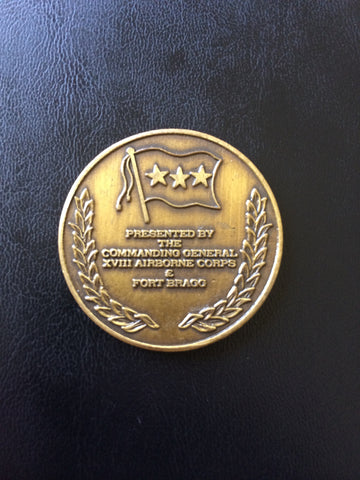 PRESENTED BY
THE
COMMANDING GENERAL
XVIII AIRBORNE CORPS
&
FORT BRAGG